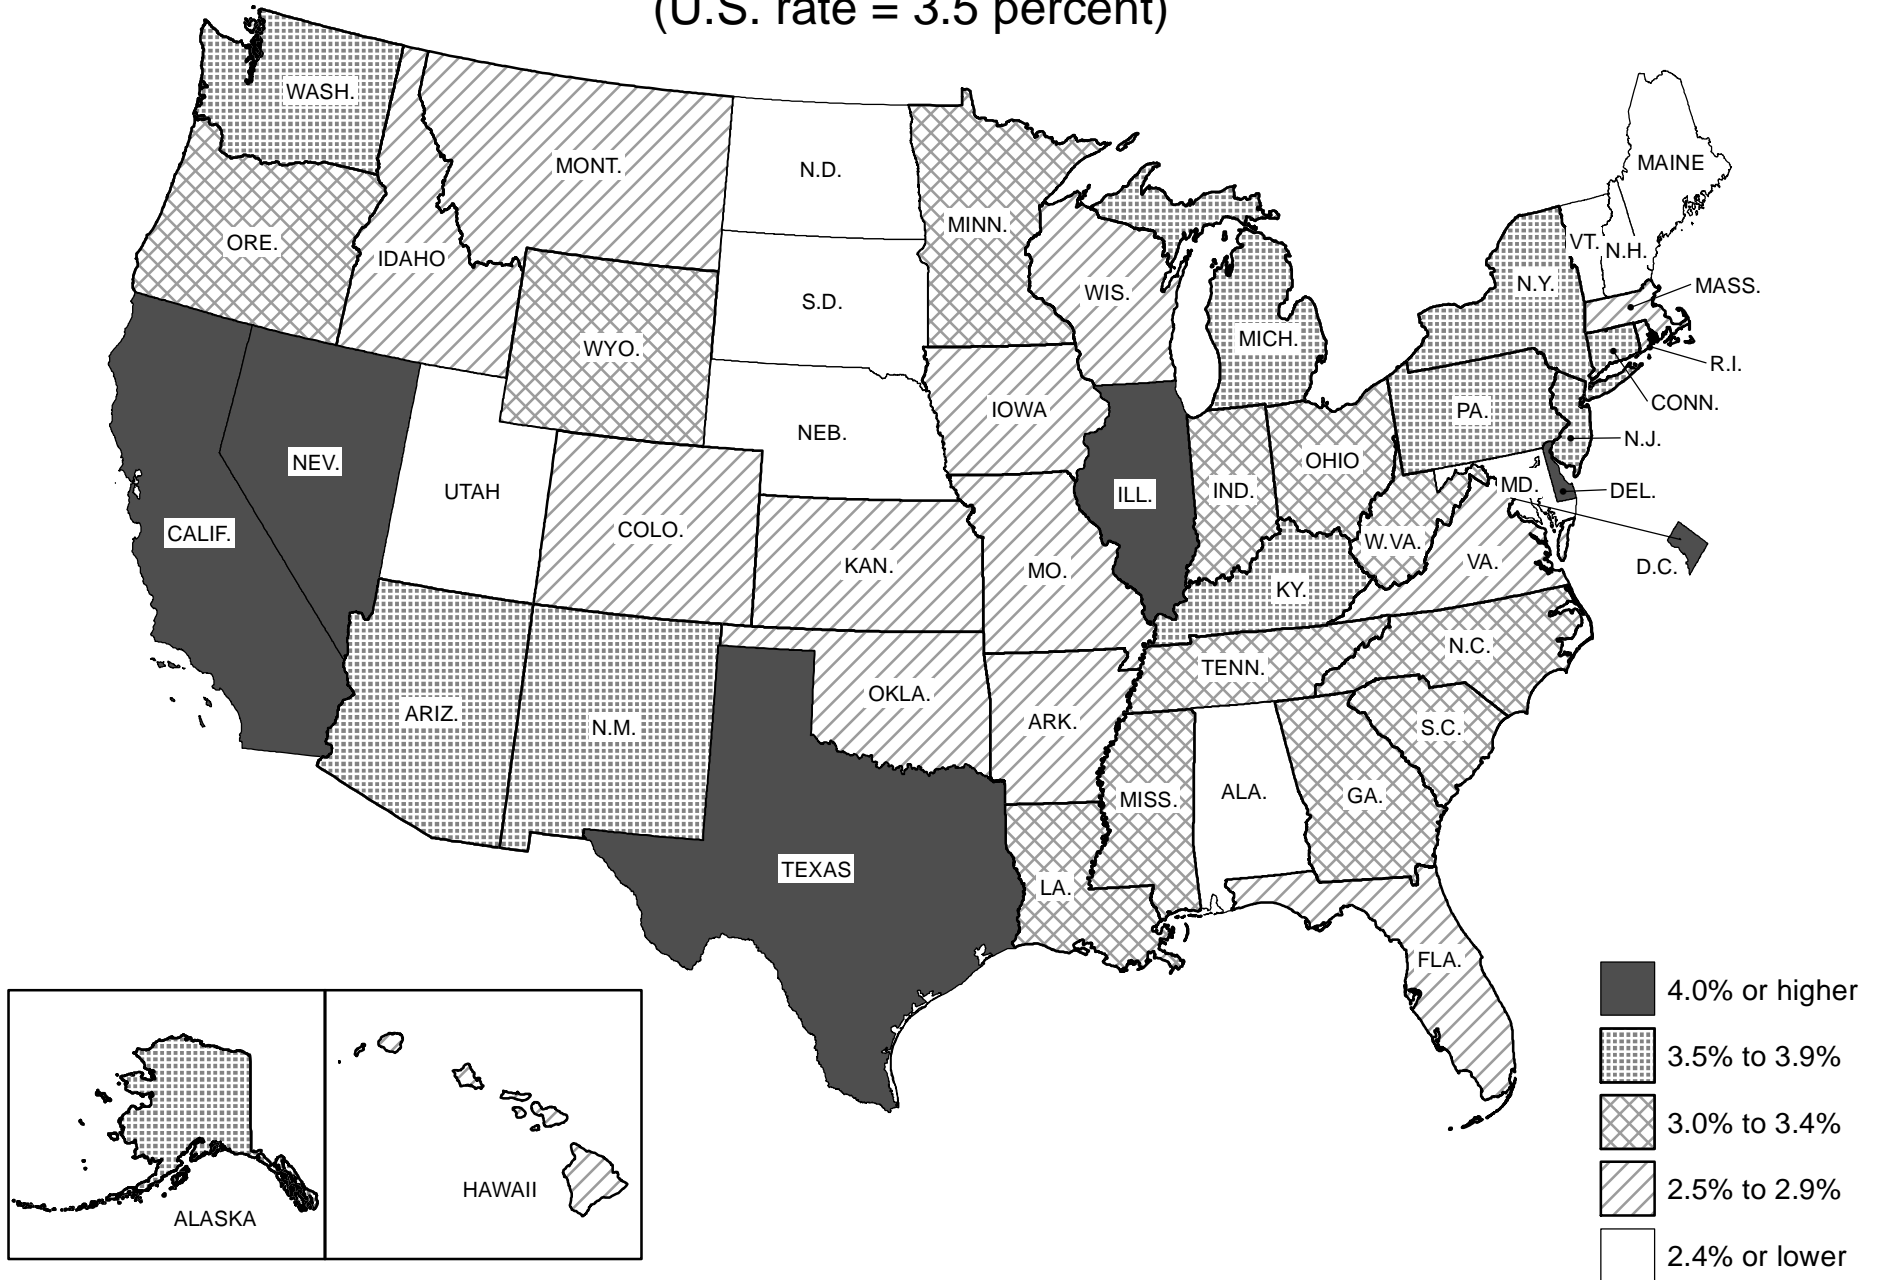 (U.S. rate = 3.5 percent)
WASH.
MONT.
N.D.
MINN.
MAINE
ORE.
IDAHO
VT.
N.H.
S.D.
WIS.
N.Y.
MASS.
WYO.
MICH.
R.I.
IOWA
CONN.
NEB.
PA.
N.J.
NEV.
UTAH
ILL.
IND.
OHIO
MD.
DEL.
CALIF.
COLO.
KAN.
MO.
W.VA.
VA.
D.C.
KY.
N.C.
TENN.
OKLA.
ARK.
ARIZ.
N.M.
S.C.
MISS.
ALA.
GA.
TEXAS
LA.
FLA.
4.0% or higher
3.5% to 3.9%
3.0% to 3.4%
2.5% to 2.9%
2.4% or lower
HAWAII
ALASKA